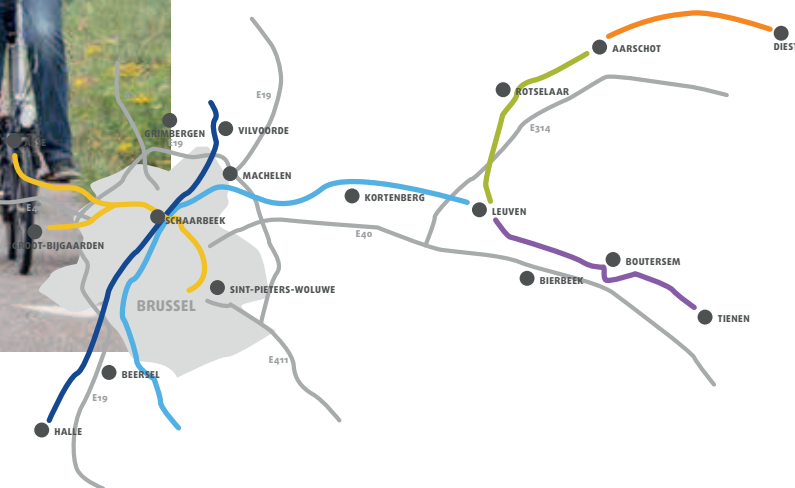 AARSCHOT
DIEST
ROTSELAAR
E19
E314
GRIMBERGEN
VILVOORDE
E19
MACHELEN
KORTENBERG
LEUVEN
SCHAARBEEK
E40
GROOT-BIJGAARDEN
BOUTERSEM
BIERBEEK
SINT-PIETERS-WOLUWE
BRUSSEL
TIENEN
E411
BEERSEL
E19
HALLE